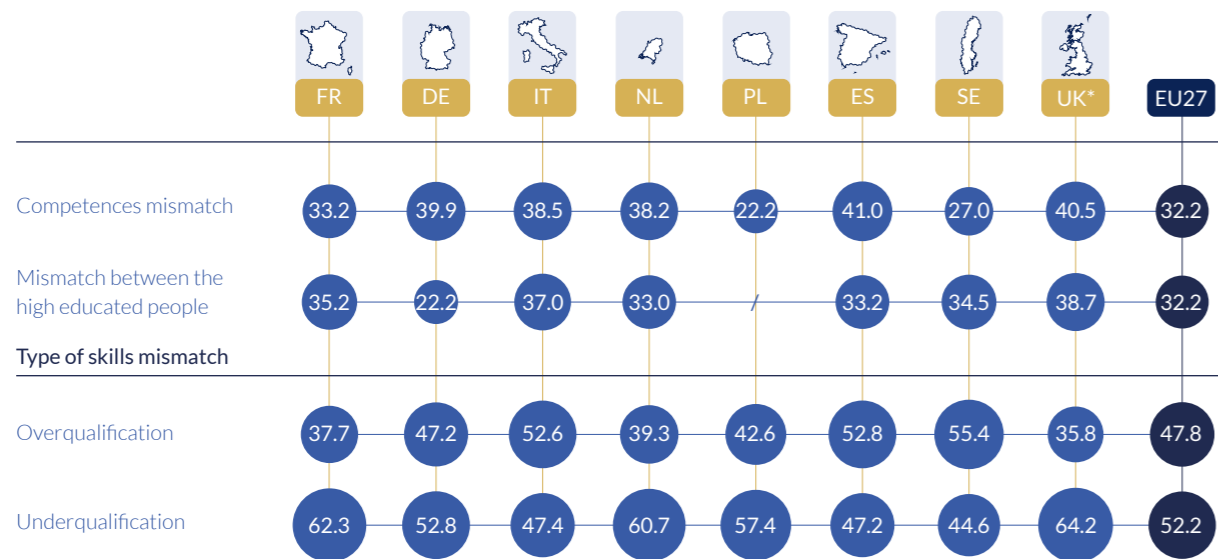 FR DE IT NL PL ES SE UK* EU27
Competences mismatch 33.2 39.9 38.5 38.2 22.2 41.0 27.0 40.5 32.2
Mismatch between the
high educated people 35.2 22.2 37.0 33.0 / 33.2 34.5 38.7 32.2
Type of skills mismatch
Overqualification 37.7 47.2 52.6 39.3 42.6 52.8 55.4 35.8 47.8
Underqualification 62.3 52.8 47.4 60.7 57.4 47.2 44.6 64.2 52.2